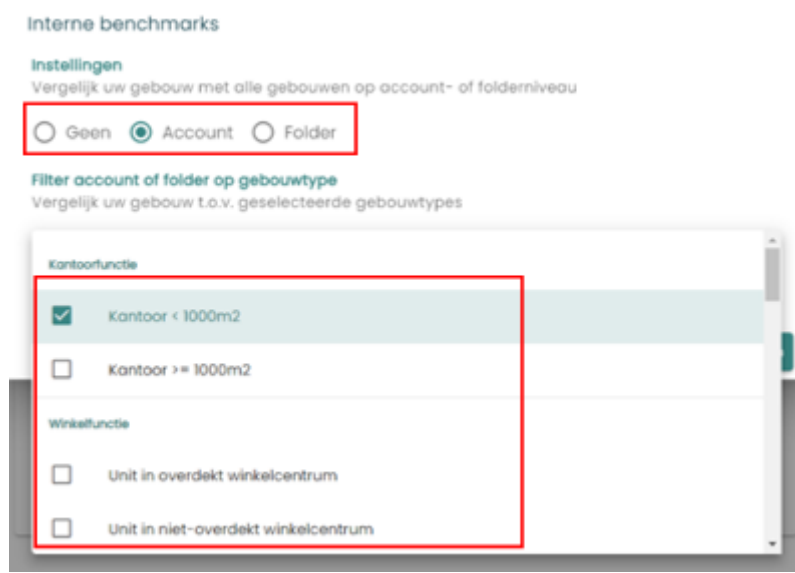 Interne benchmarks
Instellingen
Vergelijk uw gebouw met alle gebouwen op account- of folderniveau
Geen Account Folder
Filter account of folder op gebouwtype
Vergelijk uw gebouw t.o.v. geselecteerde gebouwtypes
Kantoorfunctie
Kantoor < 1000m2
Kantoor >= 1000m2
Winkelfunctie
Unit in overdekt winkelcentrum
Unit in niet-overdekt winkelcentrum